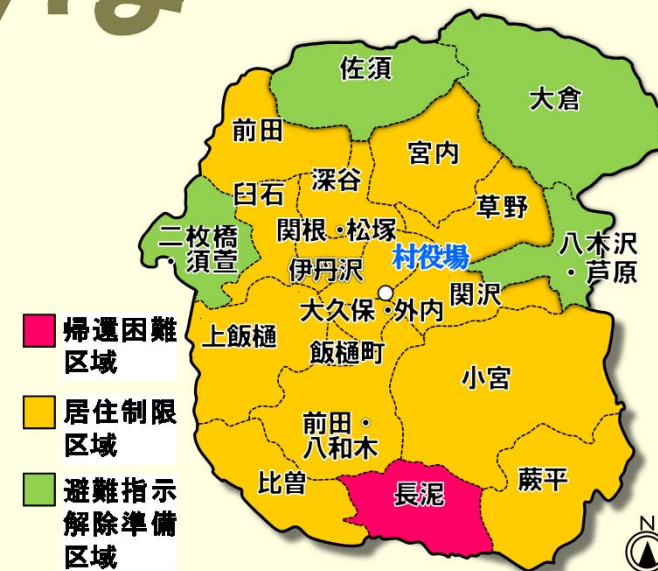 佐須
大倉
前田
宮内
深谷
臼石
草野
関根・松塚
二枚橋
・須萱
八木沢
・芦原
村役場
伊丹沢
関沢
大久保・外内
上飯樋
飯樋町
小宮
前田・
八和木
比曽
長泥
蕨平
帰還困難
区域
居住制限
区域
避難指示
解除準備
区域
N